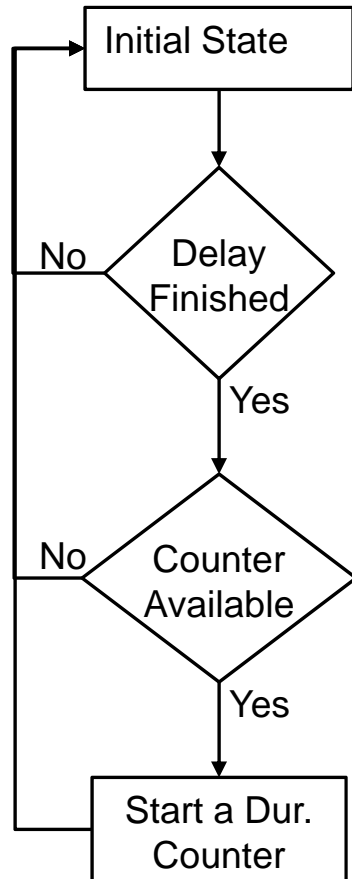 Initial State
No
Delay
Finished
Yes
No
Counter
Available
Yes
Start a Dur.
Counter